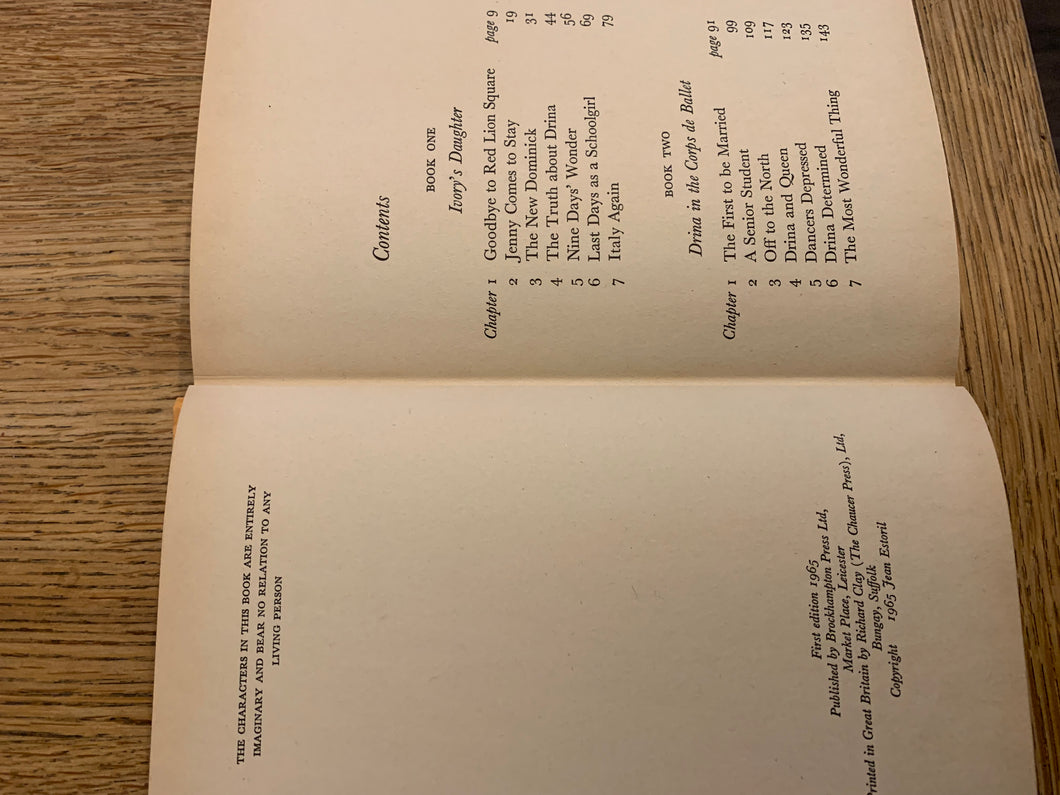 THE CHARACTERS IN THIS BOOK ARE ENTIRELY
IMAGINARY AND BEAR NO RELATION TO ANY
LIVING PERSON
First edition 1965
Published by Brockhampton Press Ltd,
Market Place, Leicester
Printed in Great Britain by Richard Clay (The Chaucer Press), Ltd,
Bungay, Suffolk
Copyright 1965 Jean Estoril
Contents
BOOK ONE
Ivory's Daughter
Chapter 1 Goodbye to Red Lion Square page 9
2 Jenny Comes to Stay 19
3 The New Dominick 31
4 The Truth about Drina 44
5 Nine Days' Wonder 56
6 Last Days as a Schoolgirl 69
7 Italy Again 79
BOOK TWO
Drina in the Corps de Ballet
Chapter 1 The First to be Married page 91
2 A Senior Student 99
3 Off to the North 109
4 Drina and Queen 117
5 Dancers Depressed 123
6 Drina Determined 135
7 The Most Wonderful Thing 143